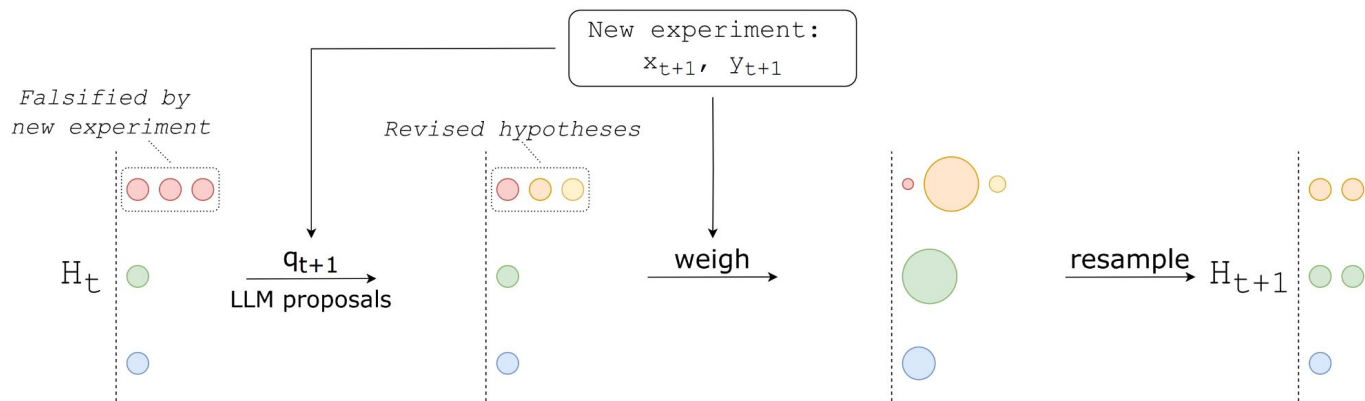 New experiment:
x_{t+1}, y_{t+1}
Falsified by
new experiment
Revised hypotheses
H_t
q_{t+1}
LLM proposals
weigh
resample
H_{t+1}